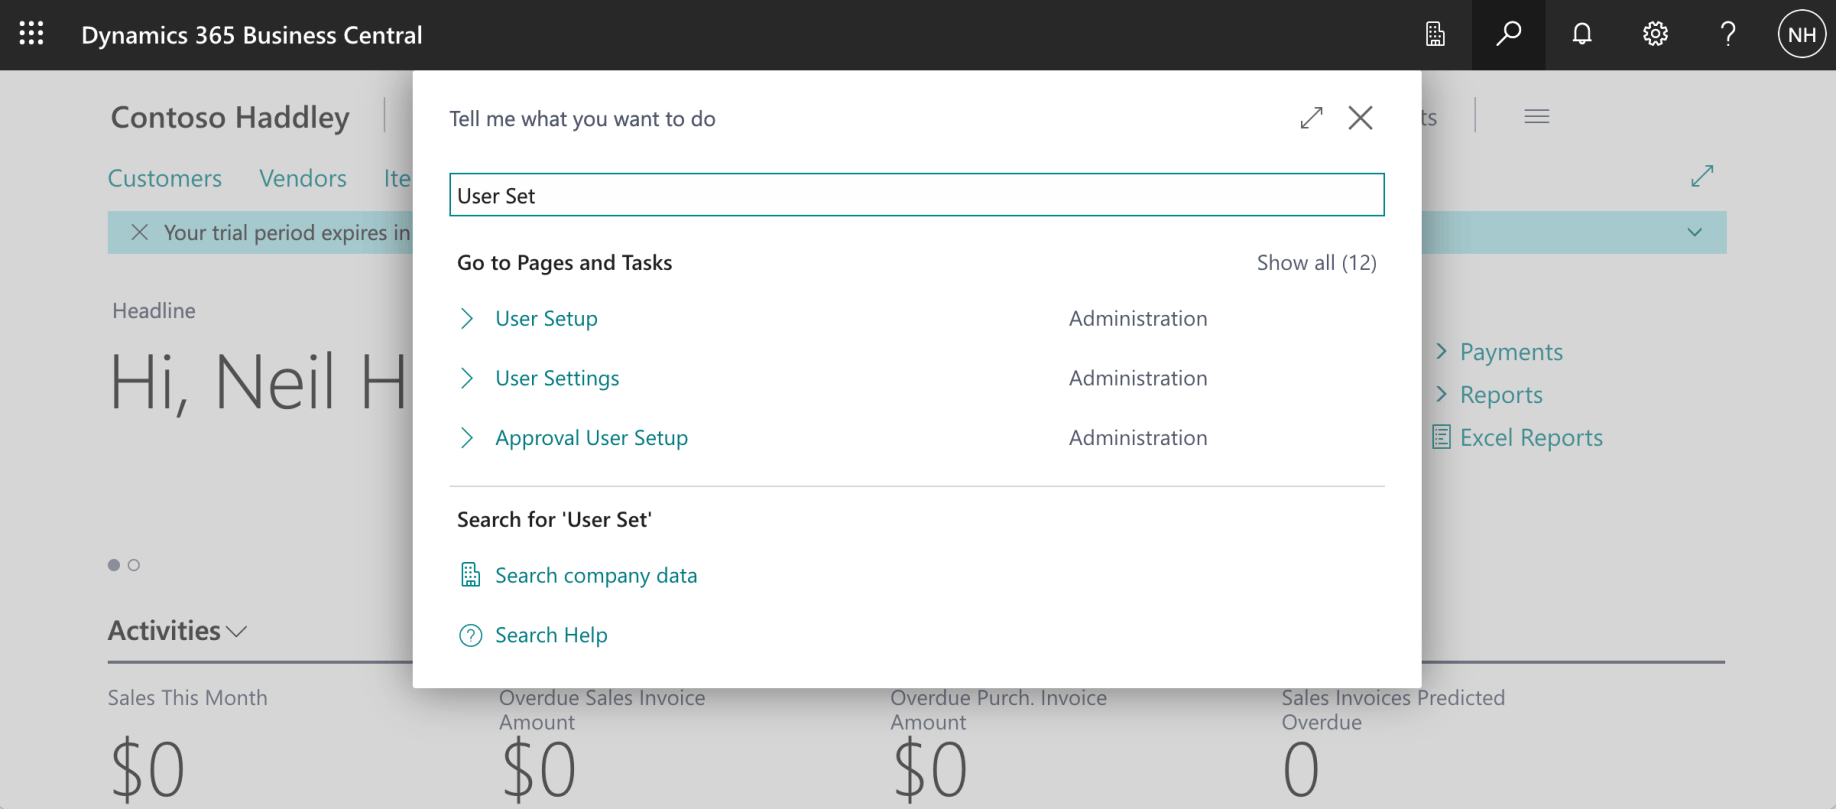 Dynamics 365 Business Central
NH
Contoso Haddley
Tell me what you want to do
Customers Vendors
User Set
Your trial period expires in
Go to Pages and Tasks Show all (12)
Headline
User Setup Administration
Hi, Neil H
Payments
User Settings Administration
Reports
Approval User Setup Administration
Excel Reports
Search for 'User Set'
Search company data
Search Help
Activities
Sales This Month
$0
Overdue Sales Invoice
Amount
$0
Overdue Purch. Invoice
Amount
$0
Sales Invoices Predicted
Overdue
0